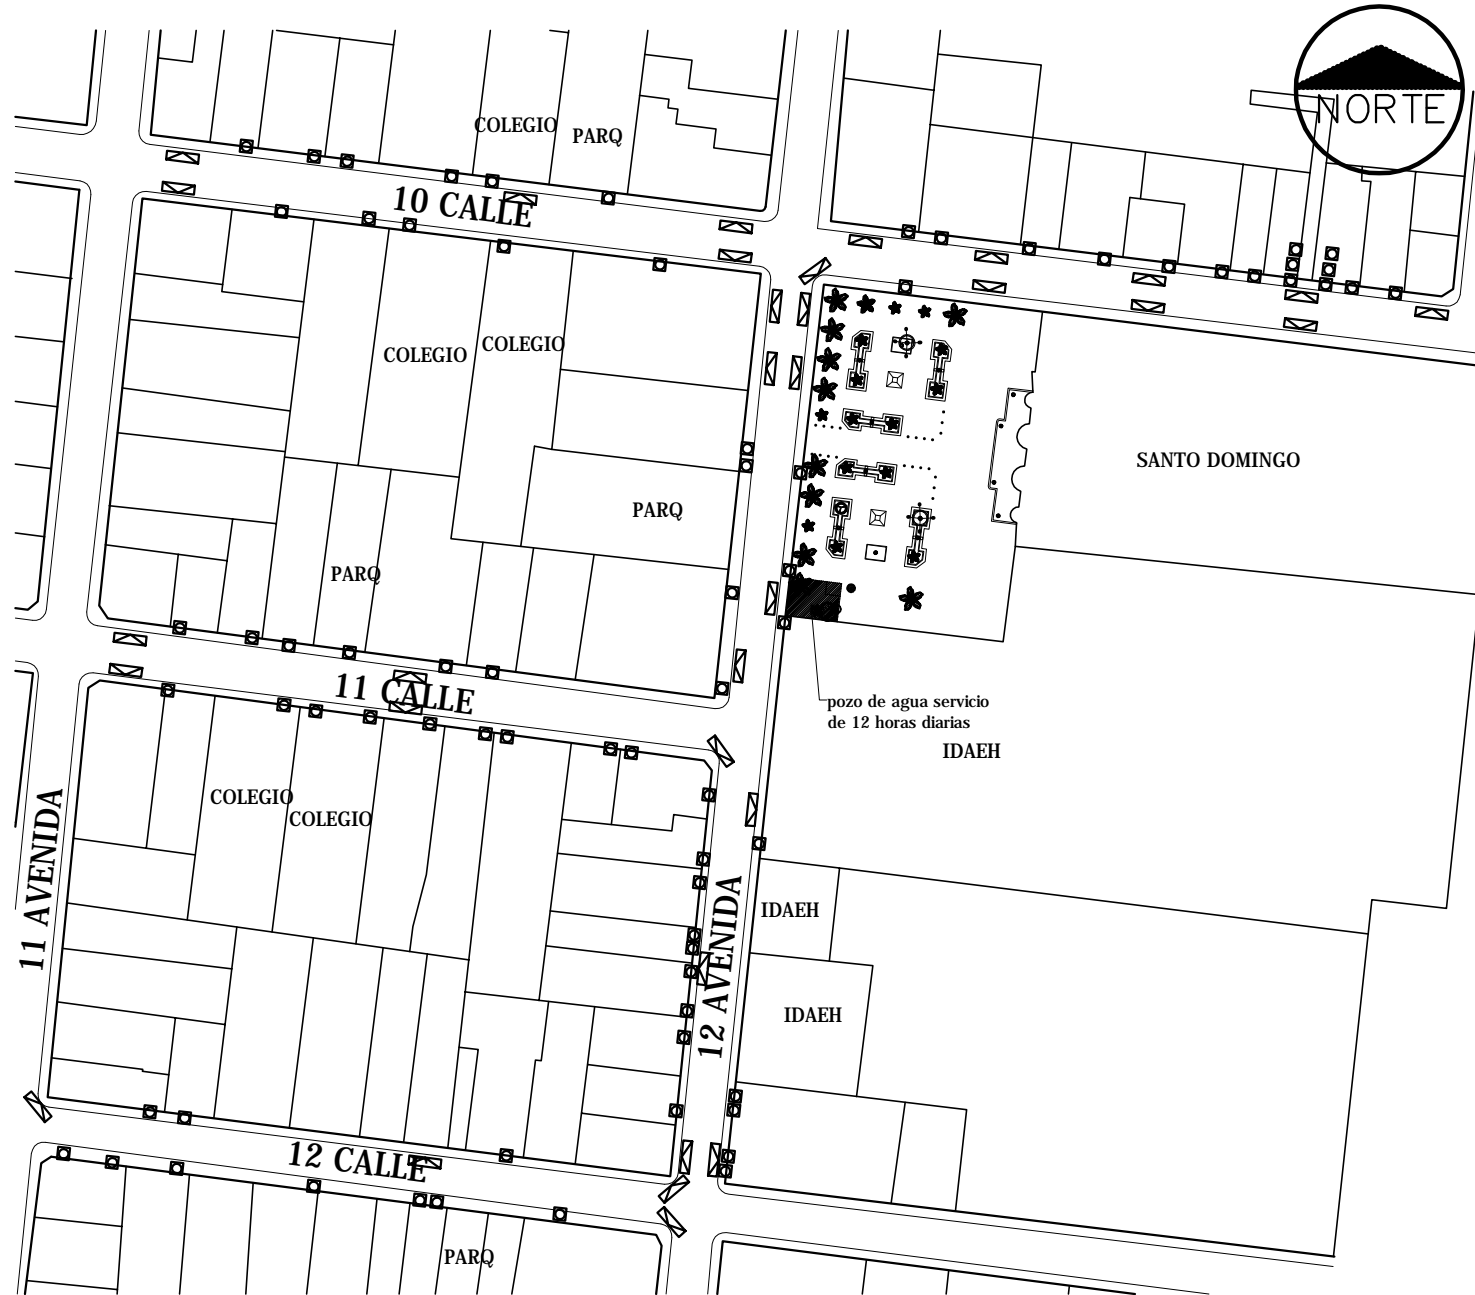 NORTE
COLEGIO
PARQ
10 CALLE
COLEGIO
COLEGIO
SANTO DOMINGO
PARQ
PARQ
11 CALLE
pozo de agua servicio
de 12 horas diarias
IDAEH
COLEGIO
COLEGIO
11 AVENIDA
12 AVENIDA
IDAEH
IDAEH
12 CALLE
PARQ